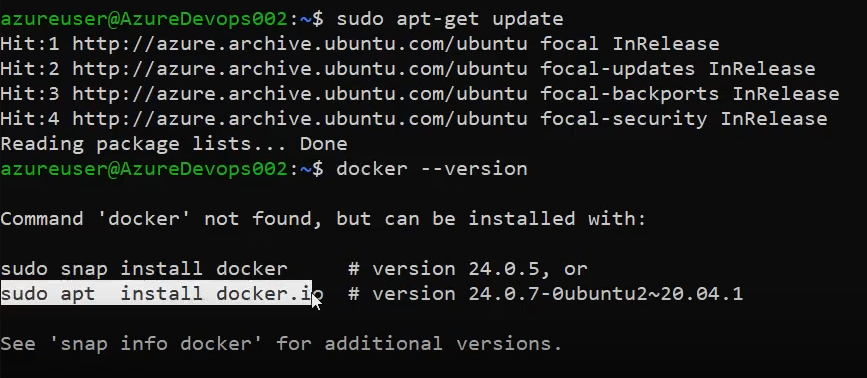 azureuser@AzureDevops002:~$ sudo apt-get update
Hit:1 http://azure.archive.ubuntu.com/ubuntu focal InRelease
Hit:2 http://azure.archive.ubuntu.com/ubuntu focal-updates InRelease
Hit:3 http://azure.archive.ubuntu.com/ubuntu focal-backports InRelease
Hit:4 http://azure.archive.ubuntu.com/ubuntu focal-security InRelease
Reading package lists... Done
azureuser@AzureDevops002:~$ docker --version
Command 'docker' not found, but can be installed with:
sudo snap install docker     # version 24.0.5, or
sudo apt  install docker.io  # version 24.0.7-0ubuntu2~20.04.1
See 'snap info docker' for additional versions.